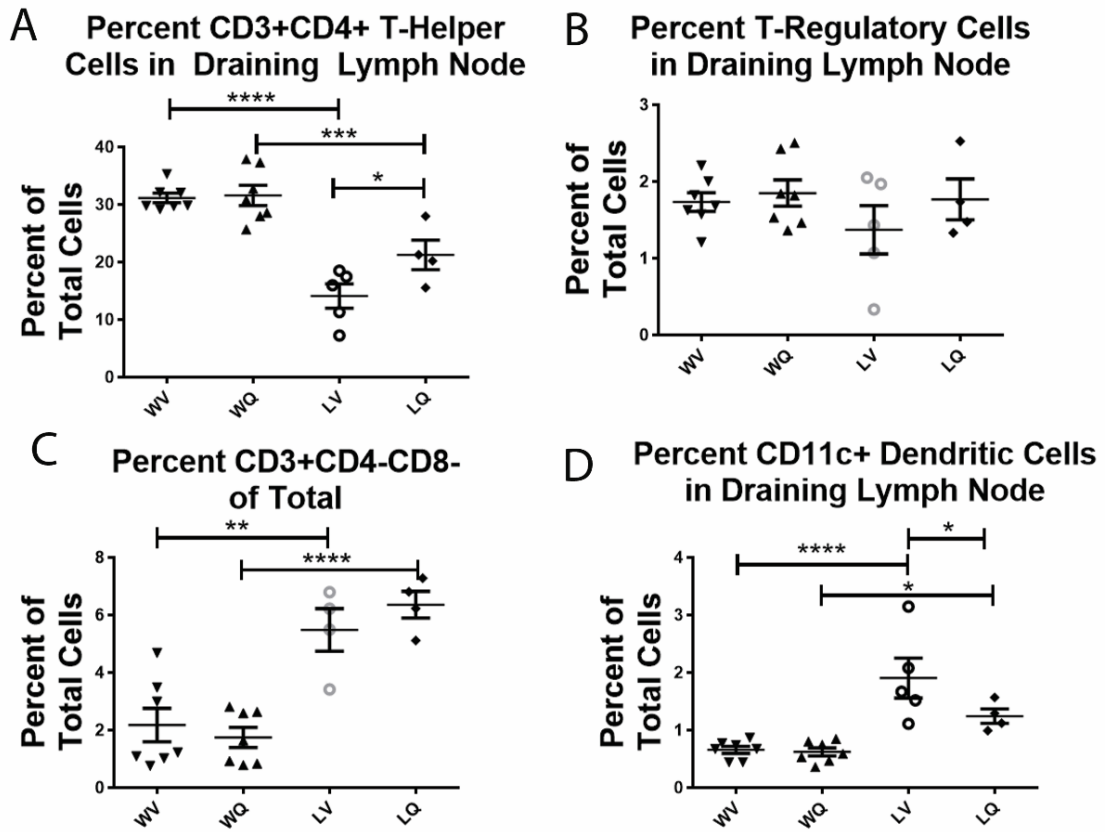 A
Percent CD3+CD4+ T-Helper
Cells in Draining Lymph Node
****
***
*
40
30
20
10
0
Percent of
Total Cells
WV
WQ
LV
LQ
B
Percent T-Regulatory Cells
in Draining Lymph Node
3
2
1
0
Percent of
Total Cells
WV
WQ
LV
LQ
C
Percent CD3+CD4-CD8-
of Total
**
****
8
6
4
2
0
Percent of
Total Cells
WV
WQ
LV
LQ
D
Percent CD11c+ Dendritic Cells
in Draining Lymph Node
*
****
*
4
3
2
1
0
Percent of
Total Cells
WV
WQ
LV
LQ